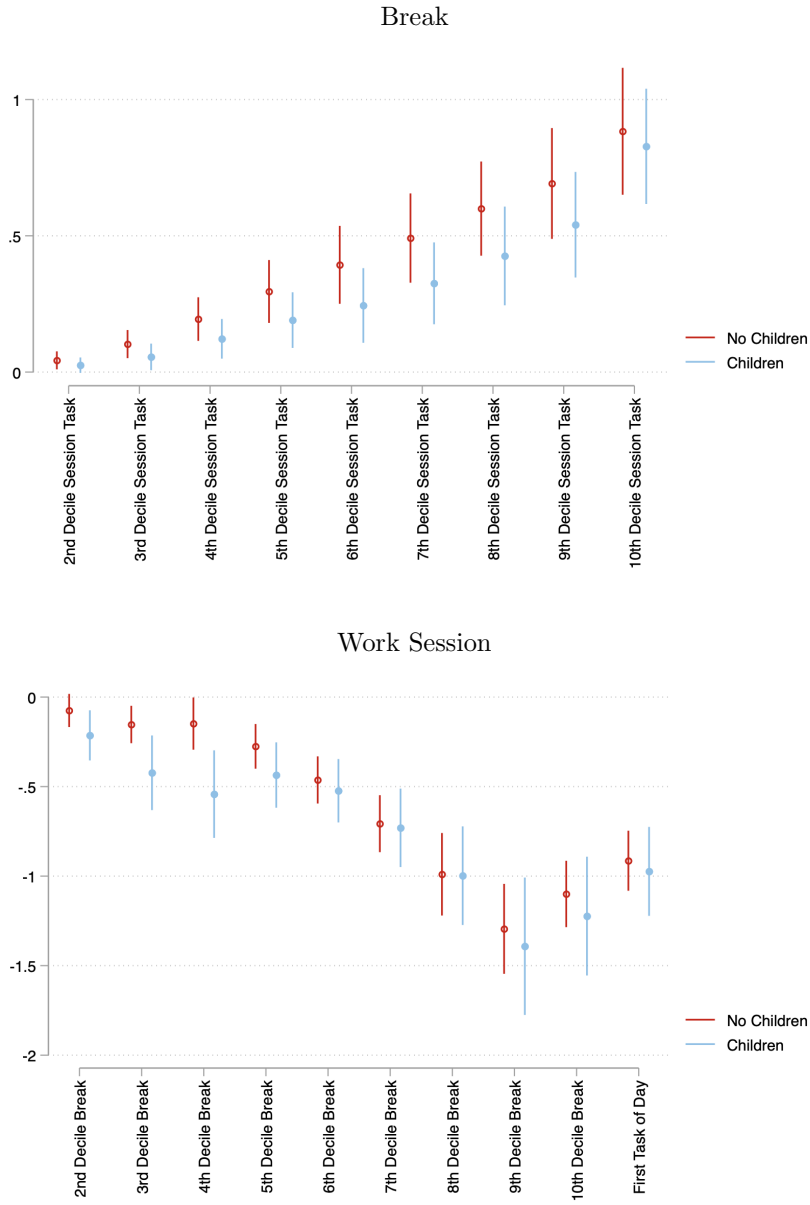 Break
1
.5
0
No Children
Children
2nd Decile Session Task
3rd Decile Session Task
4th Decile Session Task
5th Decile Session Task
6th Decile Session Task
7th Decile Session Task
8th Decile Session Task
9th Decile Session Task
10th Decile Session Task
Work Session
0
-.5
-1
-1.5
-2
No Children
Children
2nd Decile Break
3rd Decile Break
4th Decile Break
5th Decile Break
6th Decile Break
7th Decile Break
8th Decile Break
9th Decile Break
10th Decile Break
First Task of Day